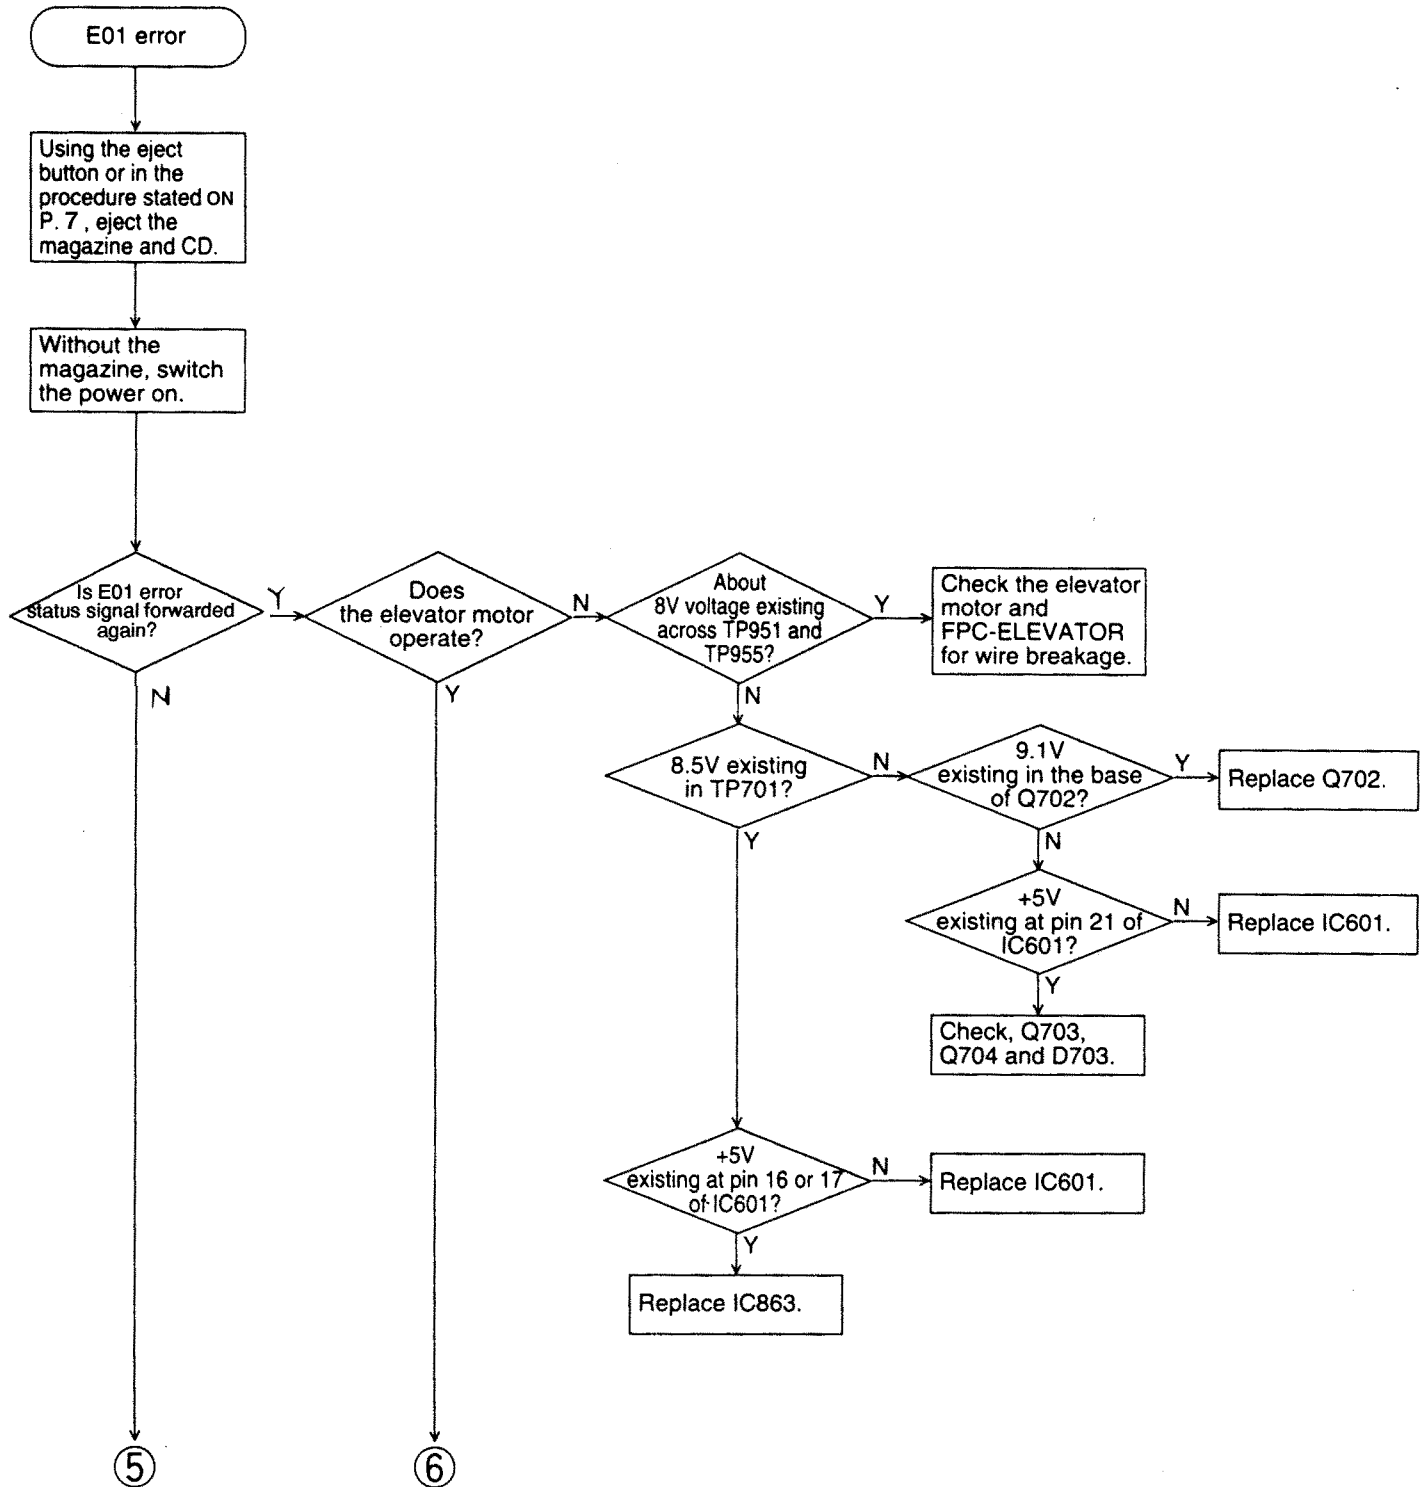 E01 error
Using the eject
button or in the
procedure stated ON
P. 7 , eject the
magazine and CD.
Without the
magazine, switch
the power on.
Is E01 error
status signal forwarded
again?
Y
N
Does
the elevator motor
operate?
N
Y
About
8V voltage existing
across TP951 and
TP955?
Y
N
Check the elevator
motor and
FPC-ELEVATOR
for wire breakage.
8.5V existing
in TP701?
N
Y
9.1V
existing in the base
of Q702?
Y
N
Replace Q702.
+5V
existing at pin 21 of
IC601?
N
Y
Replace IC601.
Check, Q703,
Q704 and D703.
+5V
existing at pin 16 or 17
of IC601?
N
Y
Replace IC601.
Replace IC863.
5
6